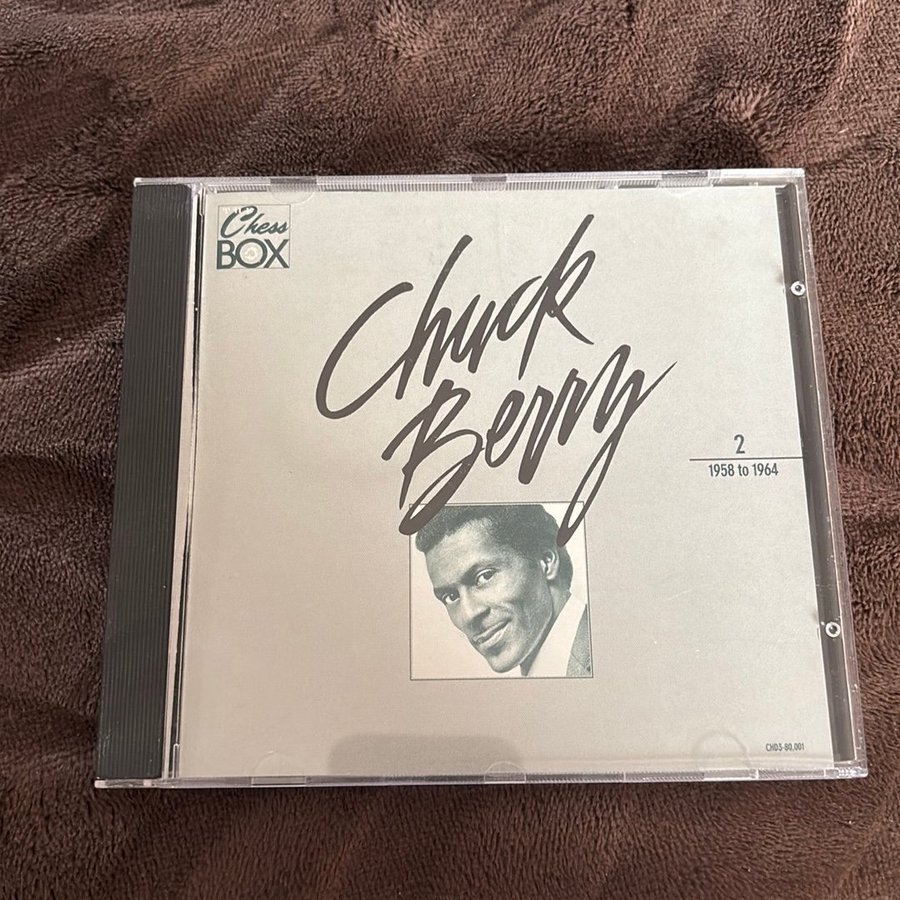 Chess
BOX
Chuck
Berry
2
1958 to 1964
CHD3-80,001